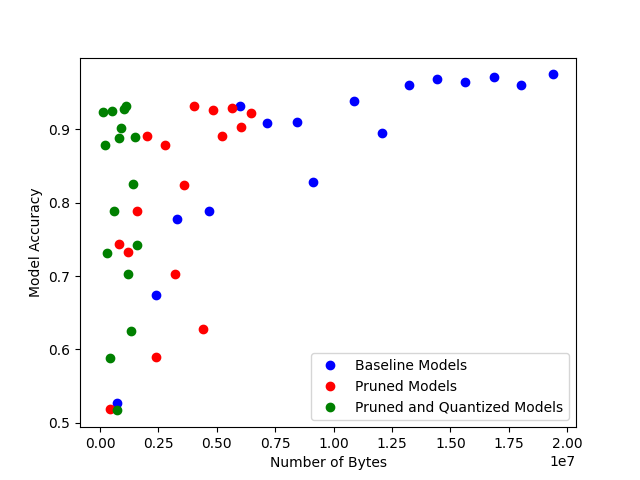 Model Accuracy
0.9
0.8
0.7
0.6
0.5
Baseline Models
Pruned Models
Pruned and Quantized Models
0.00 0.25 0.50 0.75 1.00 1.25 1.50 1.75 2.00
1e7
Number of Bytes